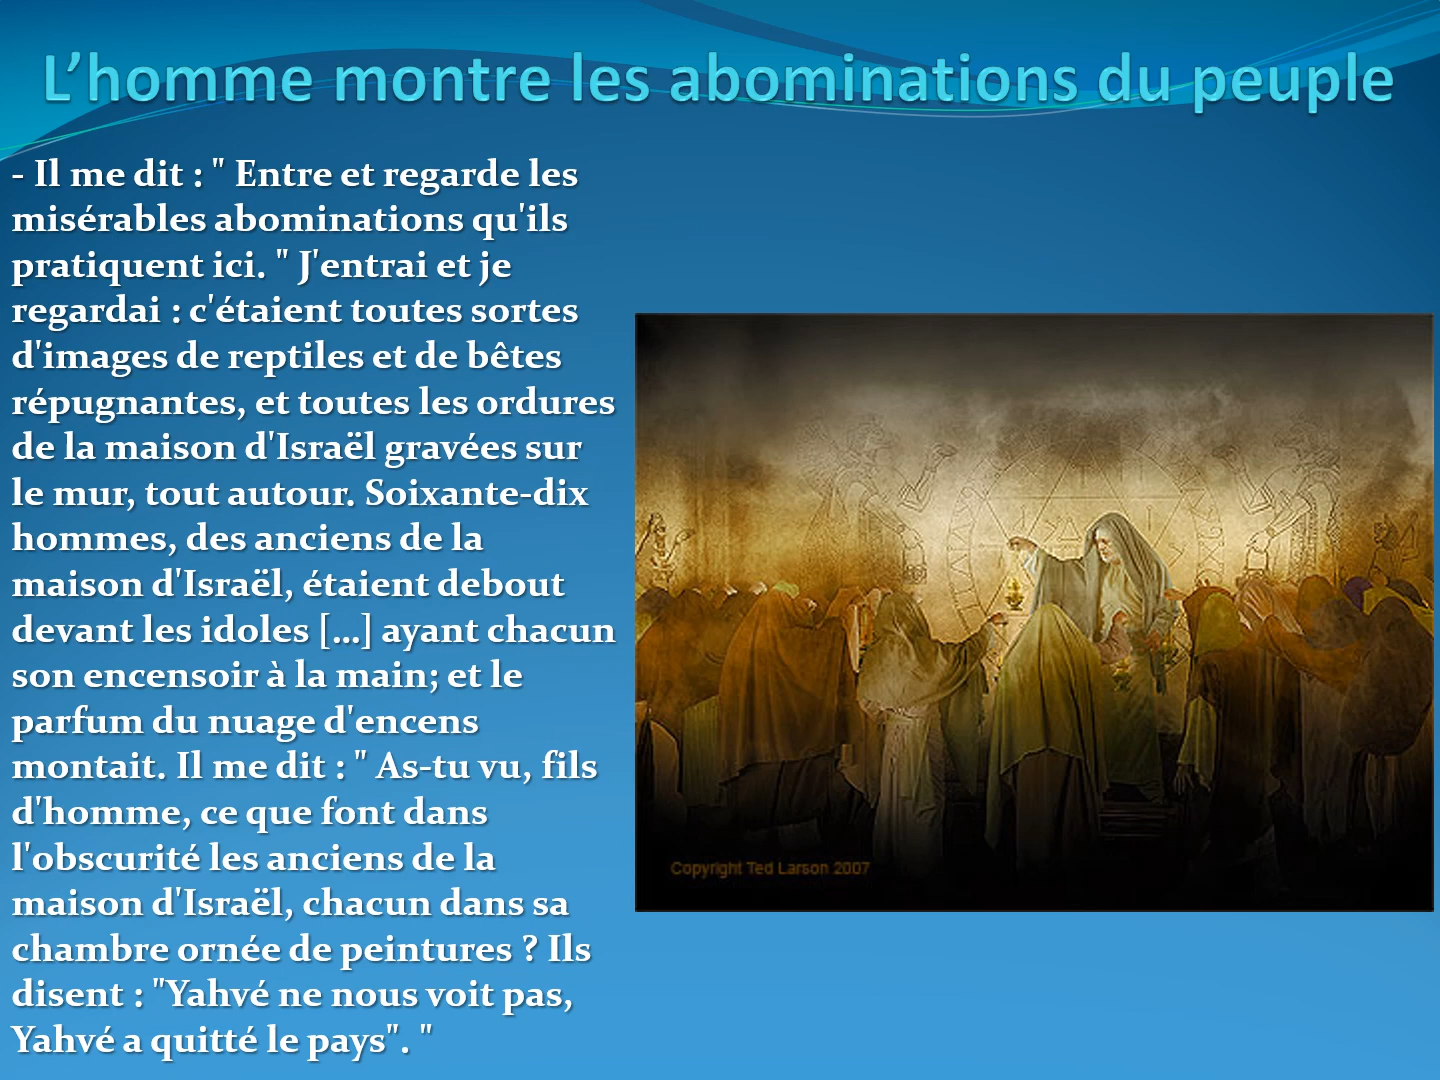 L’homme montre les abominations du peuple
- Il me dit : " Entre et regarde les
misérables abominations qu'ils
pratiquent ici. " J'entrai et je
regardai : c'étaient toutes sortes
d'images de reptiles et de bêtes
répugnantes, et toutes les ordures
de la maison d'Israël gravées sur
le mur, tout autour. Soixante-dix
hommes, des anciens de la
maison d'Israël, étaient debout
devant les idoles [...] ayant chacun
son encensoir à la main; et le
parfum du nuage d'encens
montait. Il me dit : " As-tu vu, fils
d'homme, ce que font dans
l'obscurité les anciens de la
maison d'Israël, chacun dans sa
chambre ornée de peintures ? Ils
disent : "Yahvé ne nous voit pas,
Yahvé a quitté le pays". "
Copyright Ted Larson 2007